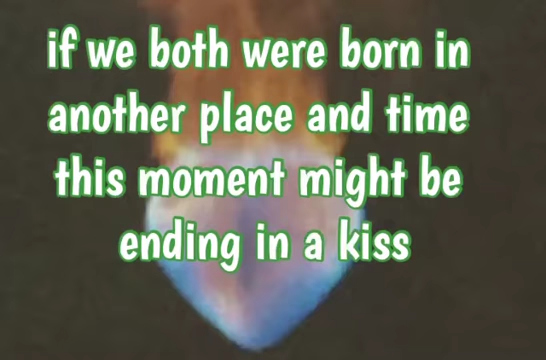 if we both were born in
another place and time
this moment might be
ending in a kiss